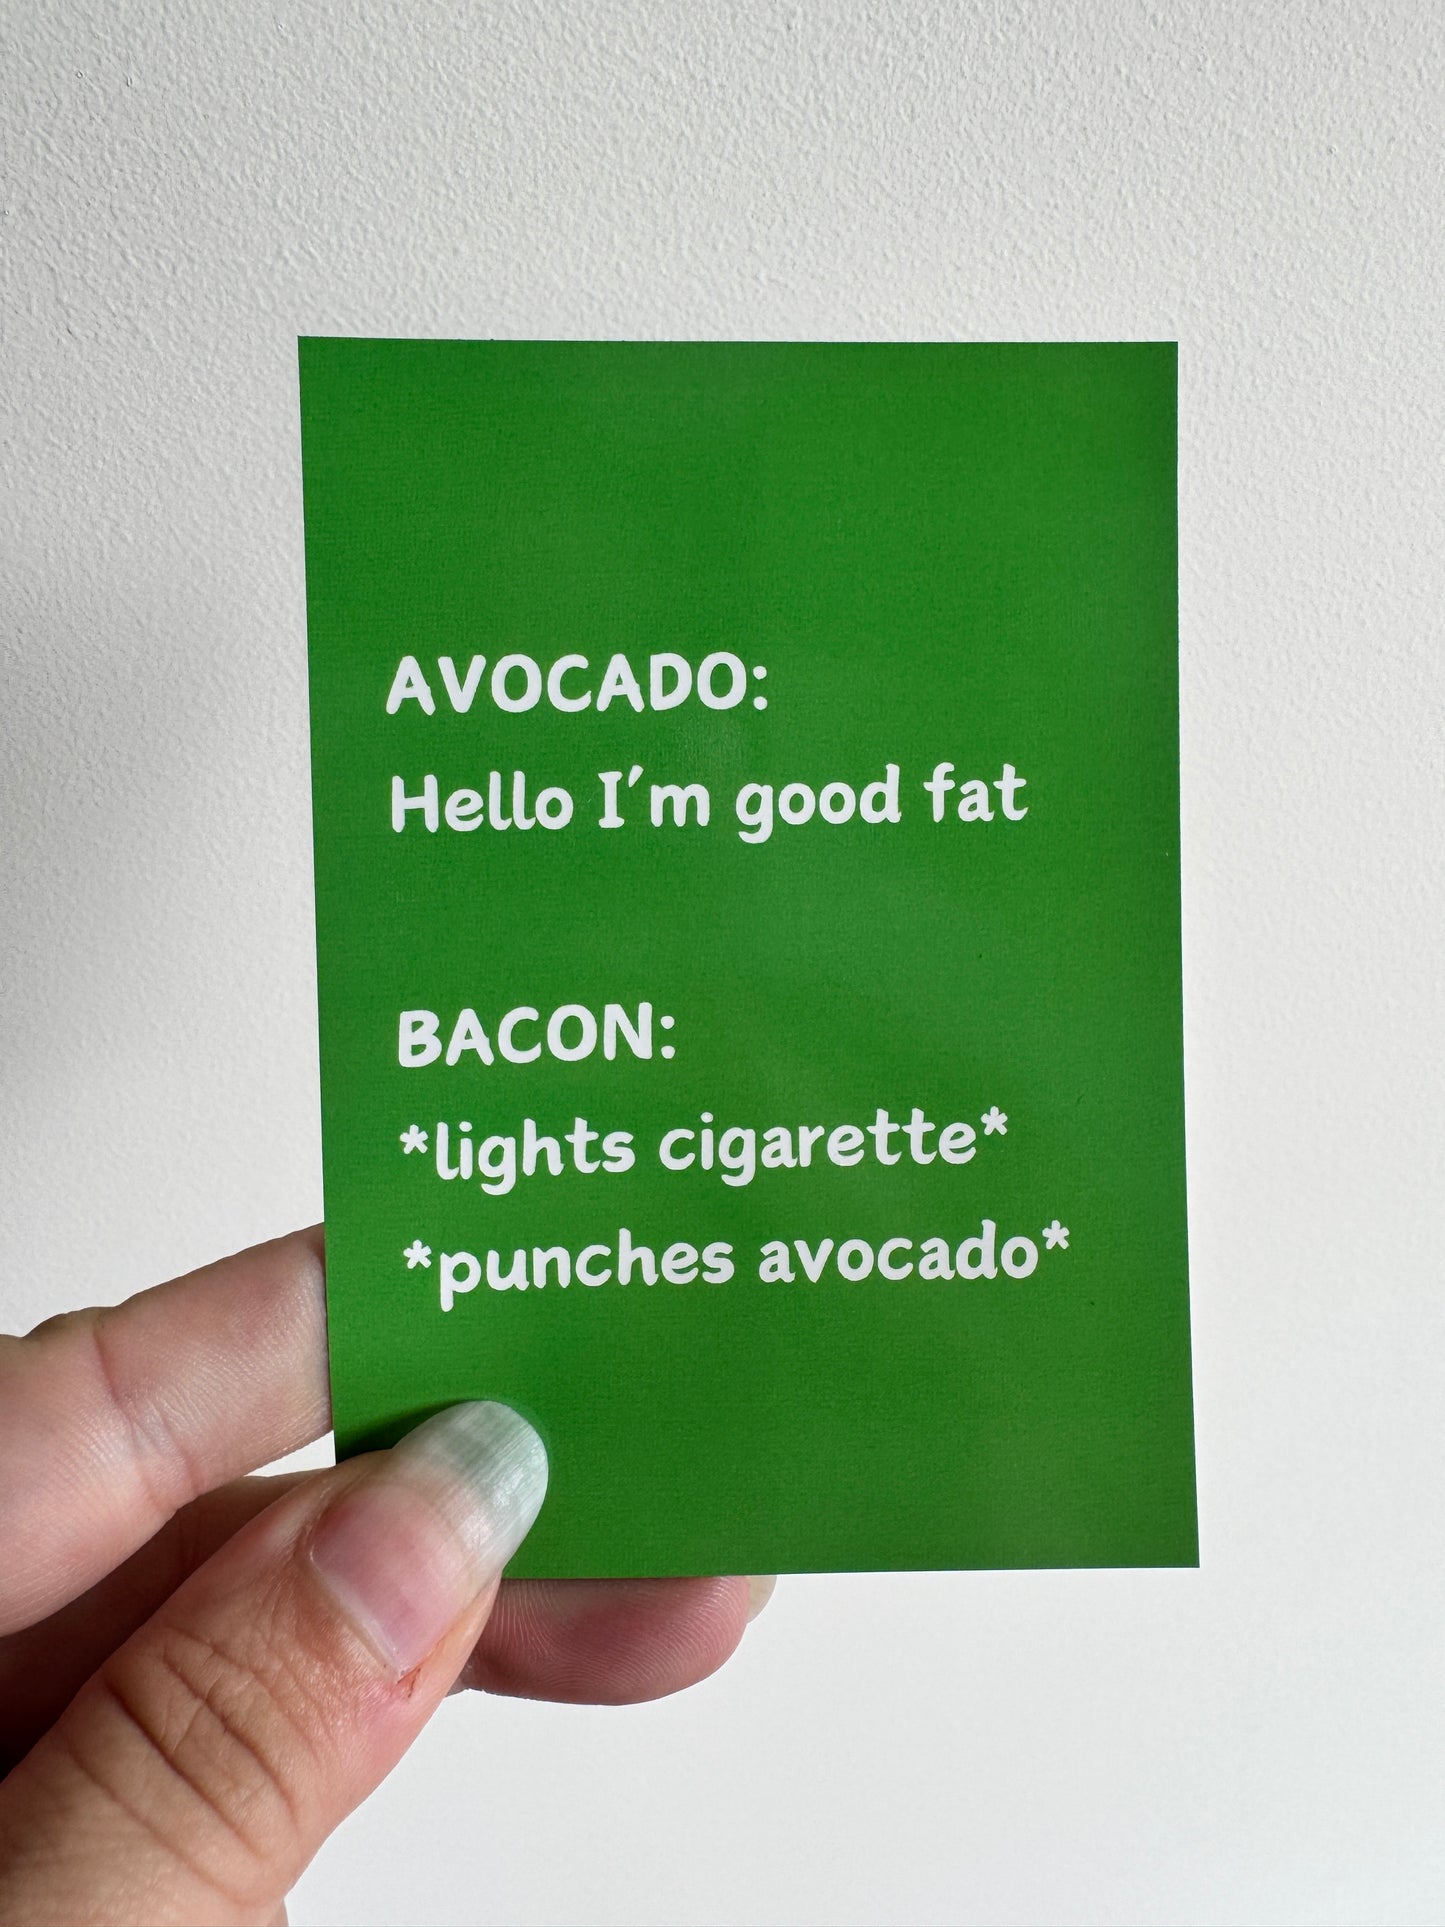 AVOCADO:
Hello I'm good fat
BACON:
*lights cigarette*
*punches avocado*